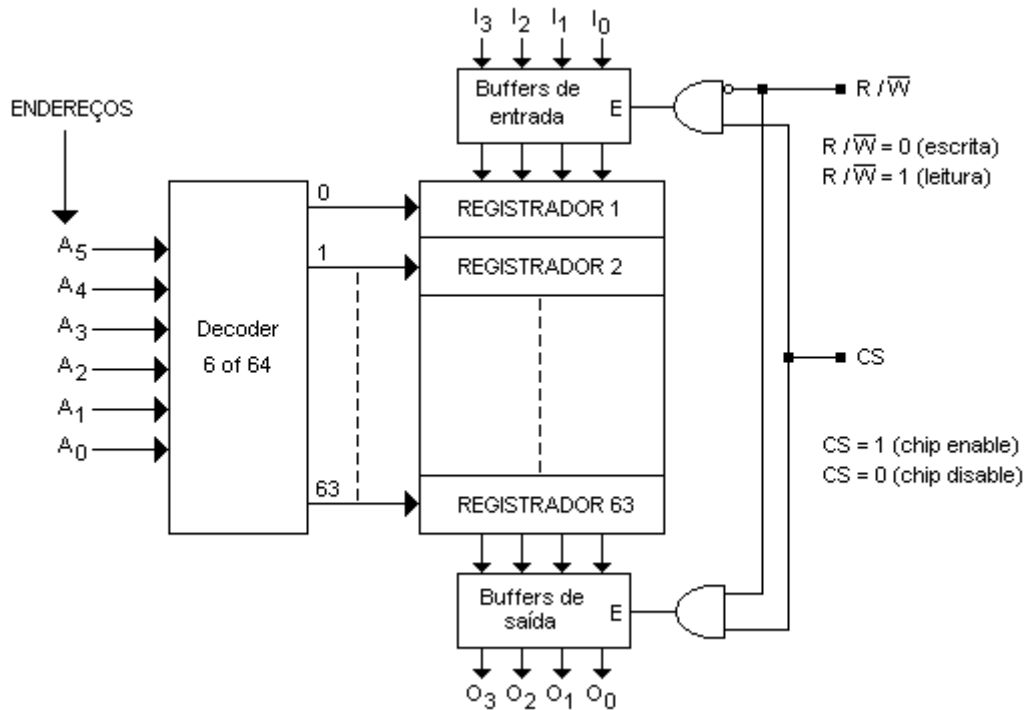 I3 I2 I1 I0
Buffers de
entrada
E
R / W̅
ENDEREÇOS
R / W̅ = 0 (escrita)
R / W̅ = 1 (leitura)
0
REGISTRADOR 1
A5
1
REGISTRADOR 2
A4
A3
Decoder
6 of 64
A2
CS
A1
A0
CS = 1 (chip enable)
CS = 0 (chip disable)
63
REGISTRADOR 63
Buffers de
saída
E
O3 O2 O1 O0